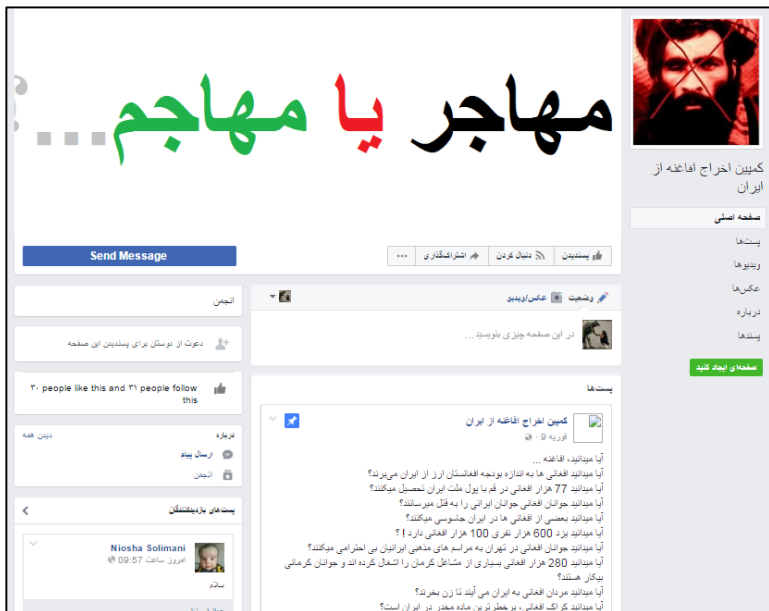 مهاجر یا مهاجم...؟
کمپین اخراج افاغنه از ایران
صفحه اصلی
پست‌ها
ویدیوها
عکس‌ها
درباره
پسندها
صفحه‌ای ایجاد کنید
پسندیدن
دنبال کردن
اشتراک‌گذاری
Send Message
وضعیت
عکس/ویدیو
در این صفحه چیزی بنویسید...
پست‌ها
کمپین اخراج افاغنه از ایران
فوریه 9
آیا میدانید، افاغنه ...
آیا میدانید افغانی ها به اندازه بودجه افغانستان ارز از ایران می‌برند؟
آیا میدانید 77 هزار افغانی در قم با پول ملت ایران تحصیل میکنند؟
آیا میدانید جوانان افغانی جوانان ایرانی را به قتل میرسانند؟
آیا میدانید بعضی از افغانی ها در ایران جاسوسی میکنند؟
آیا میدانید یزد 600 هزار نفری 100 هزار افغانی دارد ! ؟
آیا میدانید جوانان افغانی در تهران به مراسم های مذهبی ایرانیان بی احترامی میکنند؟
آیا میدانید 280 هزار افغانی بسیاری از مشاغل کرمان را اشغال کرده اند و جوانان کرمانی
بیکار هستند؟
آیا میدانید مردان افغانی به ایران می آیند تا زن بخرند؟
آیا میدانید کراک افغانی، پرخطرترین ماده مخدر در ایران است؟
انجمن
دعوت از دوستان برای پسندیدن این صفحه
۳۰ people like this and ۳۱ people follow
this
درباره
دیدن همه
ارسال پیام
انجمن
پست‌های بازدیدکنندگان
Niosha Solimani
امروز ساعت 09:57
سلام